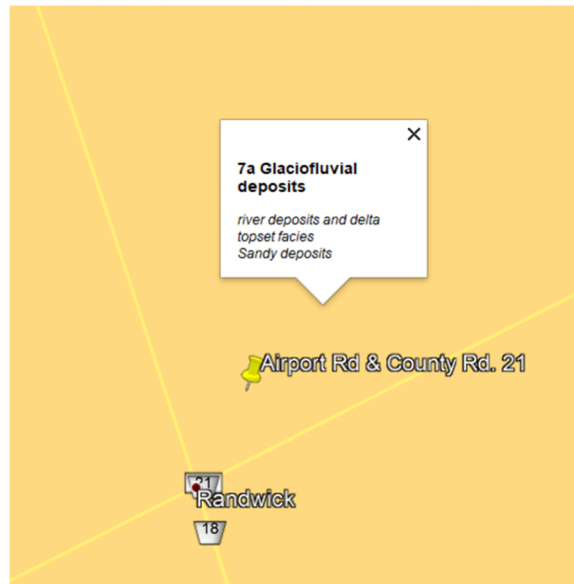 7a Glaciofluvial
deposits
river deposits and delta
topset facies
Sandy deposits
Airport Rd & County Rd. 21
21
Randwick
18